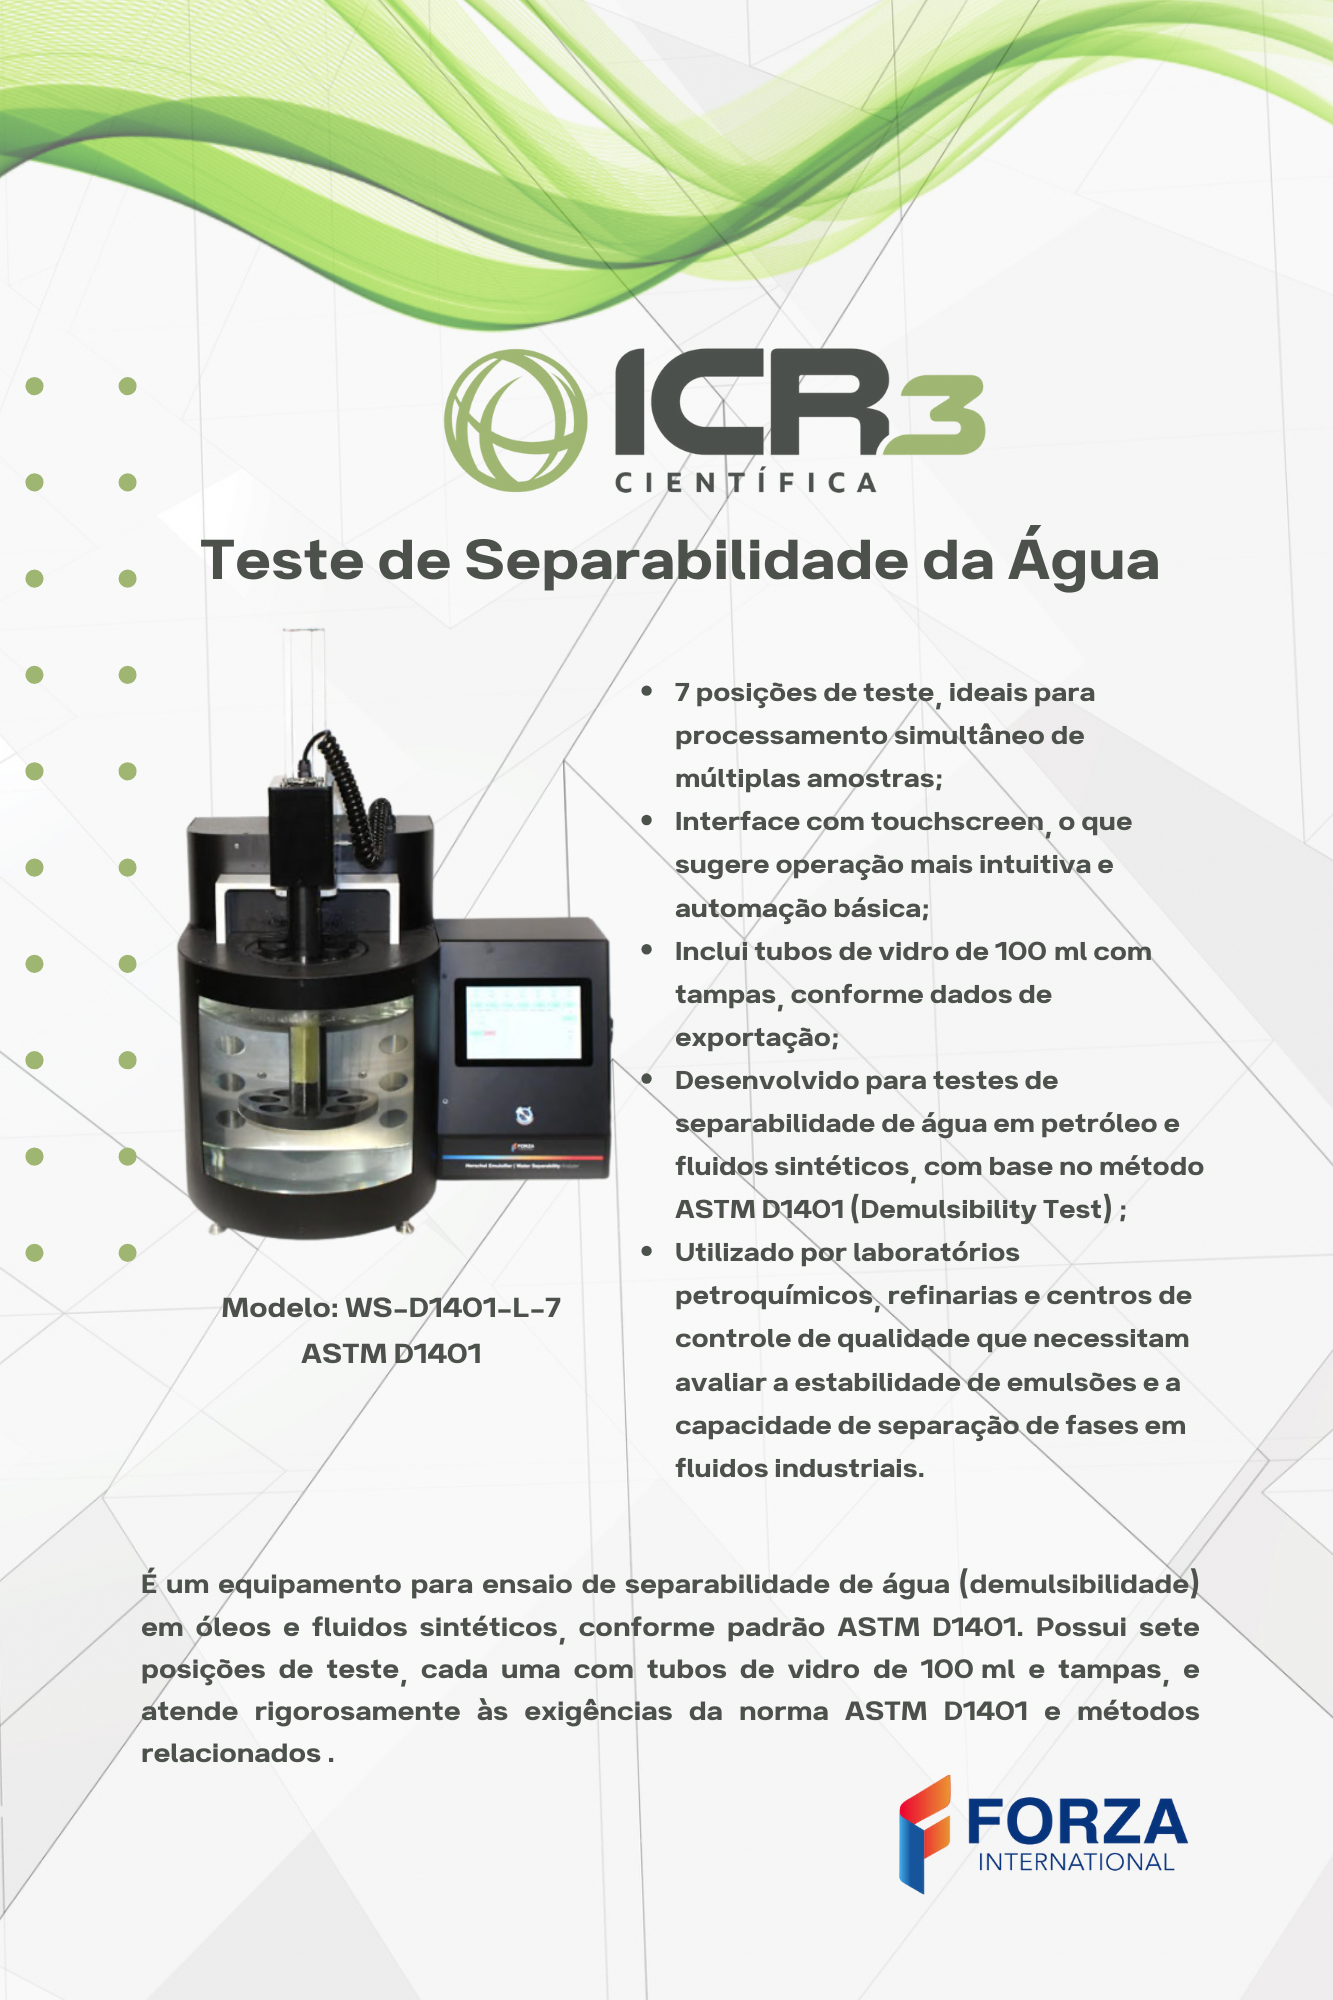 ICR3
CIENTÍFICA
Teste de Separabilidade da Água
• 7 posições de teste, ideais para
processamento simultâneo de
múltiplas amostras;
• Interface com touchscreen, o que
sugere operação mais intuitiva e
automação básica;
• Inclui tubos de vidro de 100 ml com
tampas, conforme dados de
exportação;
• Desenvolvido para testes de
separabilidade de água em petróleo e
fluidos sintéticos, com base no método
ASTM D1401 (Demulsibility Test) ;
• Utilizado por laboratórios
petroquímicos, refinarias e centros de
controle de qualidade que necessitam
avaliar a estabilidade de emulsões e a
capacidade de separação de fases em
fluidos industriais.
FORZA
Herschel Emulsifier | Water Separability Analyzer
Modelo: WS-D1401-L-7
ASTM D1401
É um equipamento para ensaio de separabilidade de água (demulsibilidade)
em óleos e fluidos sintéticos, conforme padrão ASTM D1401. Possui sete
posições de teste, cada uma com tubos de vidro de 100 ml e tampas, e
atende rigorosamente às exigências da norma ASTM D1401 e métodos
relacionados .
FORZA
INTERNATIONAL